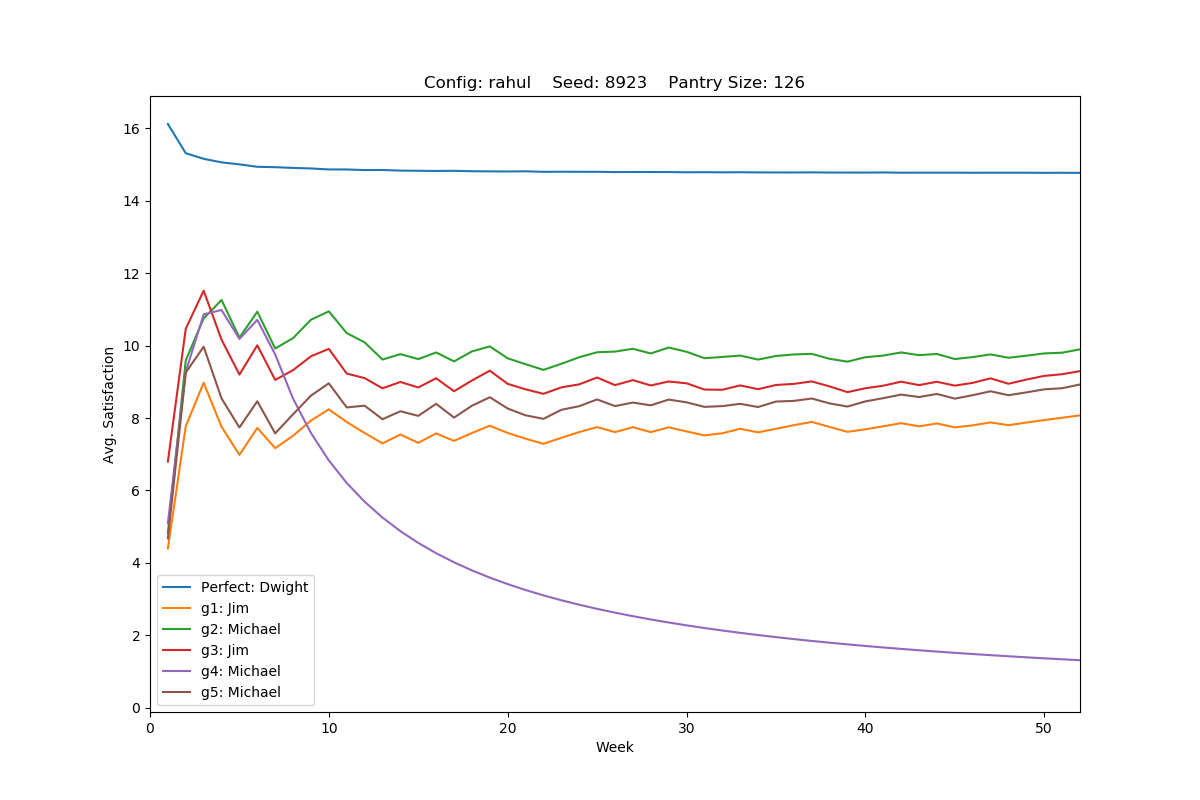 Config: rahul    Seed: 8923    Pantry Size: 126
16
14
12
10
8
6
4
2
0
Avg. Satisfaction
Perfect: Dwight
g1: Jim
g2: Michael
g3: Jim
g4: Michael
g5: Michael
0 10 20 30 40 50
Week